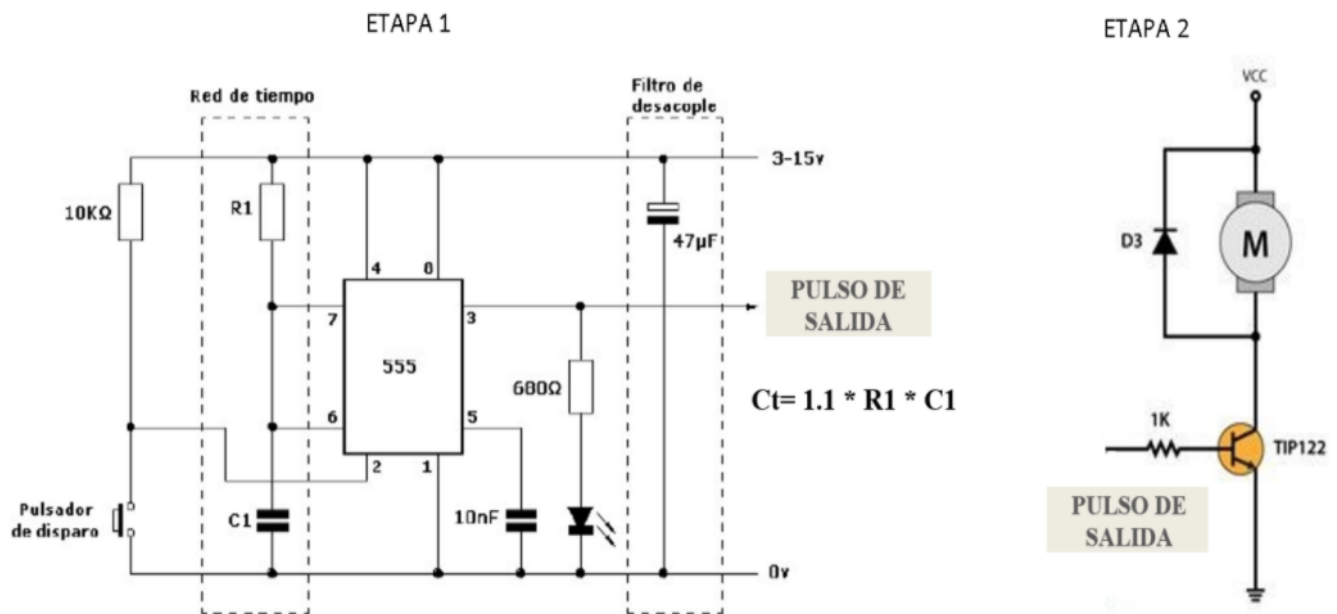 ETAPA 1
Red de tiempo
Filtro de
desacople
3-15v
10KΩ
R1
47µF
4
8
7
3
555
PULSO DE
SALIDA
680Ω
Ct= 1.1 * R1 * C1
6
5
2
1
Pulsador
de disparo
C1
10nF
0v
ETAPA 2
VCC
D3
M
1K
TIP122
PULSO DE
SALIDA